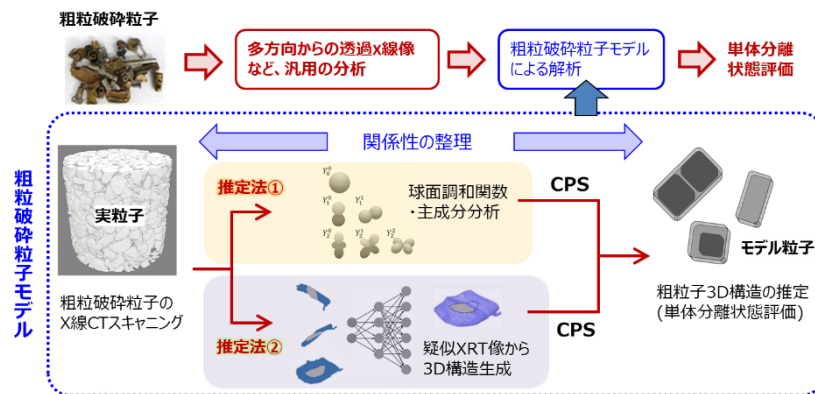 粗粒破砕粒子
多方向からの透過x線像
など、汎用の分析
粗粒破砕粒子モデル
による解析
単体分離
状態評価
関係性の整理
粗粒破砕粒子モデル
実粒子
粗粒破砕粒子の
X線CTスキャニング
推定法①
Y₀⁰
Y₁⁰
Y₁¹
Y₂⁰
Y₂¹
Y₂²
球面調和関数
・主成分分析
CPS
推定法②
疑似XRT像から
3D構造生成
CPS
モデル粒子
粗粒子3D構造の推定
(単体分離状態評価)